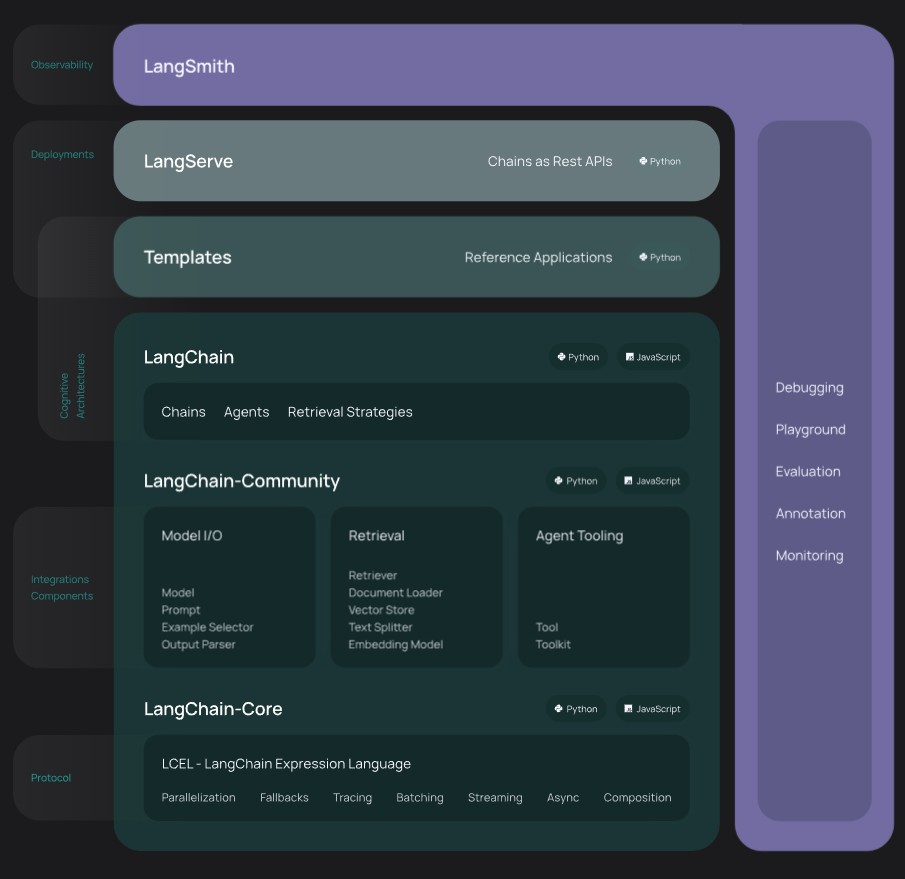 Observability
LangSmith
Deployments
LangServe
Chains as Rest APIs
Python
Templates
Reference Applications
Python
Cognitive
Architectures
LangChain
Python
JavaScript
Chains Agents Retrieval Strategies
LangChain-Community
Python
JavaScript
Integrations
Components
Model I/O
Model
Prompt
Example Selector
Output Parser
Retrieval
Retriever
Document Loader
Vector Store
Text Splitter
Embedding Model
Agent Tooling
Tool
Toolkit
LangChain-Core
Python
JavaScript
Protocol
LCEL - LangChain Expression Language
Parallelization Fallbacks Tracing Batching Streaming Async Composition
Debugging
Playground
Evaluation
Annotation
Monitoring